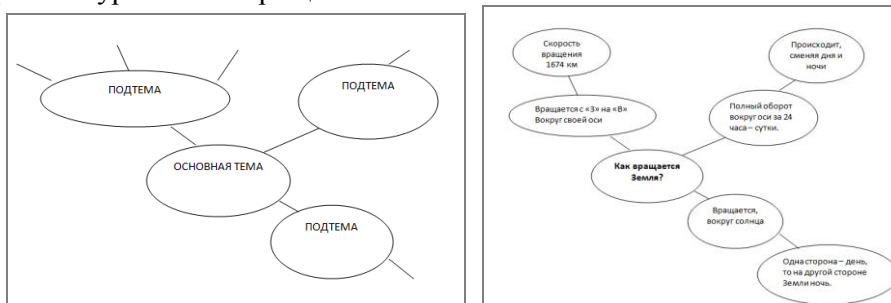 ПОДТЕМА
ПОДТЕМА
ОСНОВНАЯ ТЕМА
ПОДТЕМА
Скорость
вращения
1674 км
Происходит,
сменяя дня и
ночи
Вращается с «З» на «В»
Вокруг своей оси
Полный оборот
вокруг оси за 24
часа – сутки.
Как вращается
Земля?
Вращается,
вокруг солнца
Одна сторона – день,
то на другой стороне
Земли ночь.